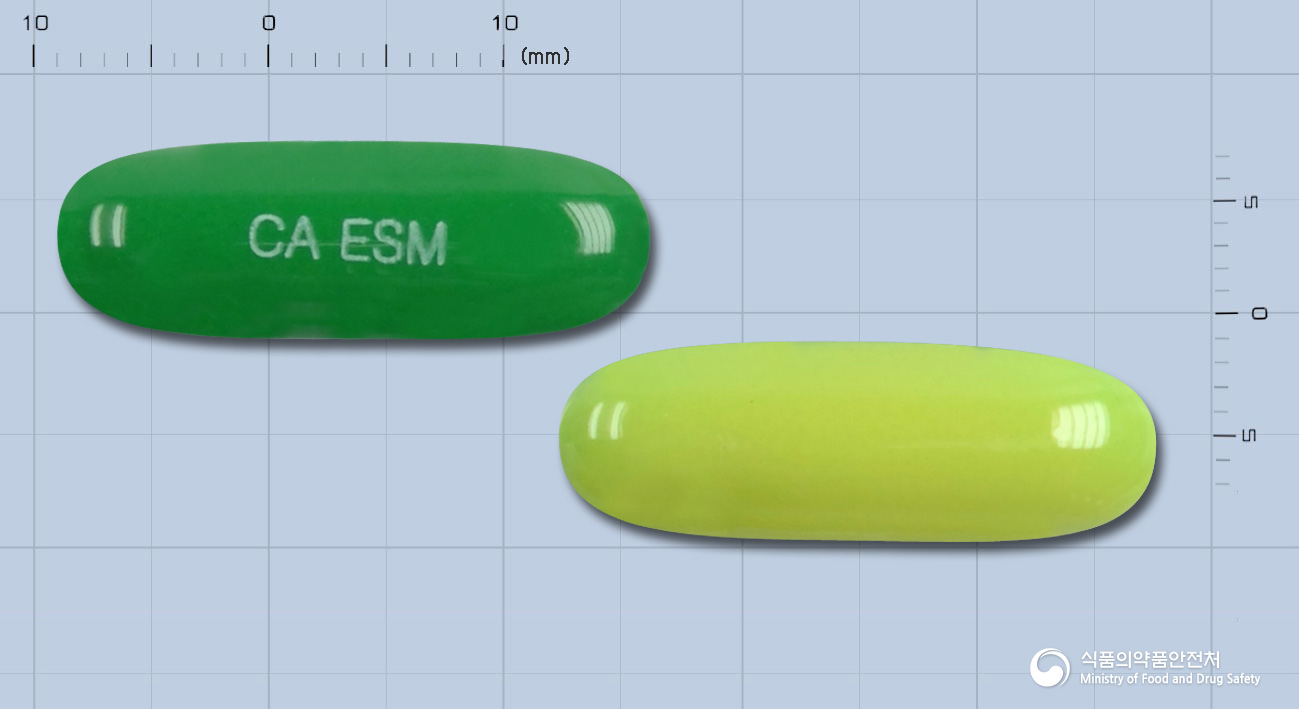 10 0 10
(mm)
CA ESM
5
0
5
식품의약품안전처
Ministry of Food and Drug Safety